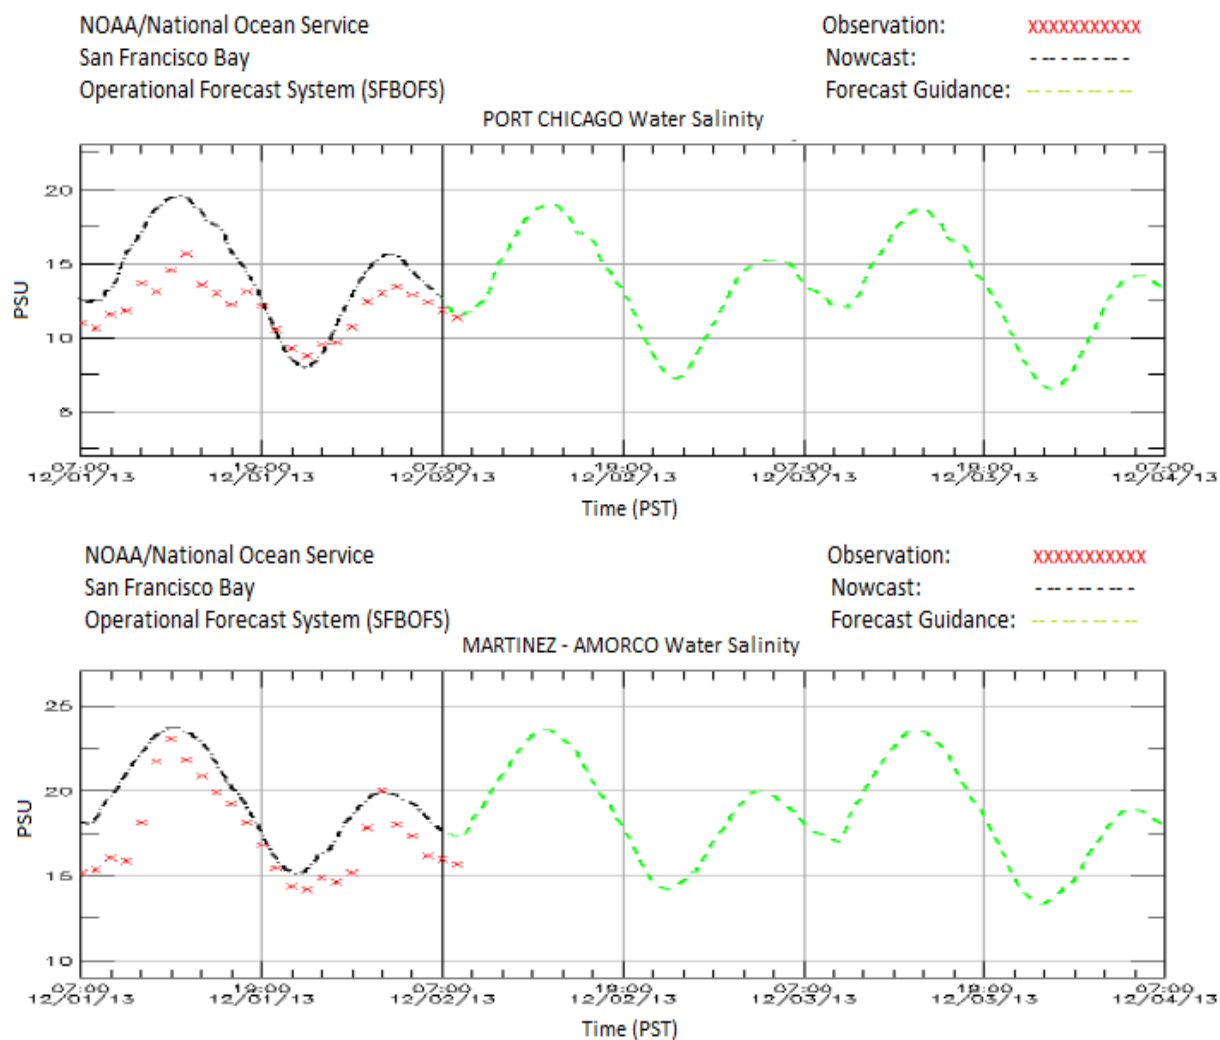 NOAA/National Ocean Service
Observation: xxxxxxxxxxx
San Francisco Bay
Nowcast:
Operational Forecast System (SFBOFS)
Forecast Guidance:
PORT CHICAGO Water Salinity
20
15
10
5
PSU
07:00 19:00 07:00 19:00 07:00 19:00 07:00
12/01/13 12/01/13 12/02/13 12/02/13 12/03/13 12/03/13 12/04/13
Time (PST)
NOAA/National Ocean Service
Observation: xxxxxxxxxxx
San Francisco Bay
Nowcast:
Operational Forecast System (SFBOFS)
Forecast Guidance:
MARTINEZ - AMORCO Water Salinity
25
20
15
10
PSU
07:00 19:00 07:00 19:00 07:00 19:00 07:00
12/01/13 12/01/13 12/02/13 12/02/13 12/03/13 12/03/13 12/04/13
Time (PST)